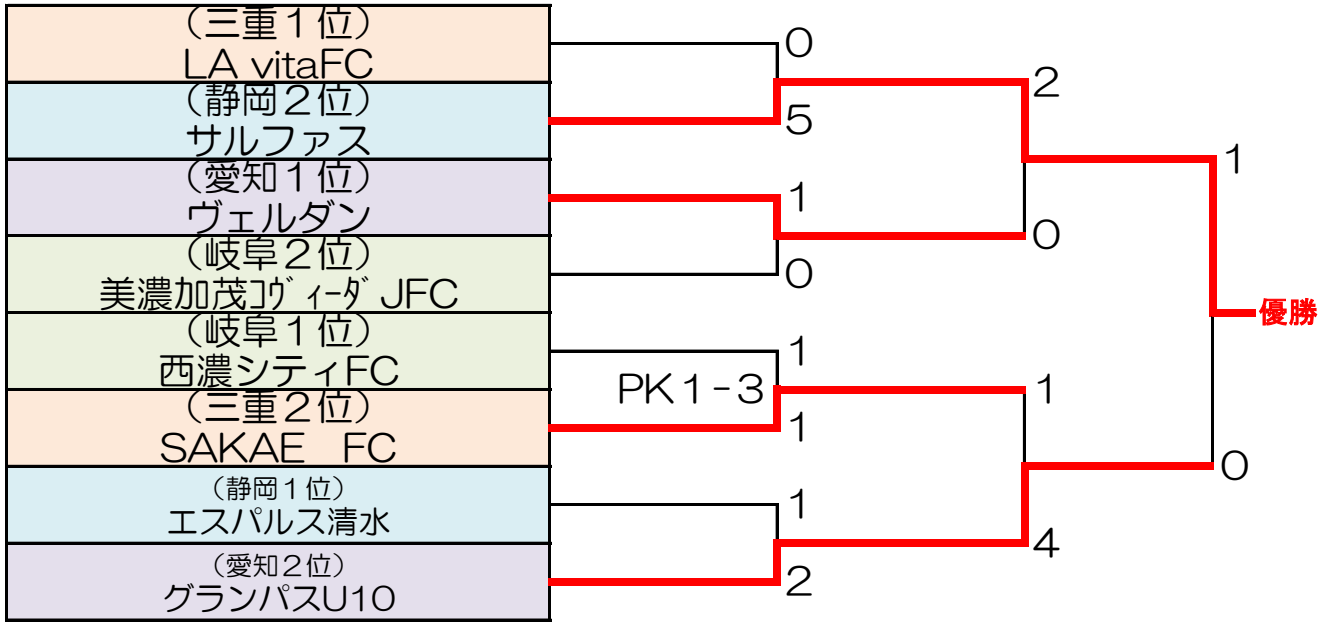 (三重１位)
LA vitaFC
(静岡２位)
サルファス
(愛知１位)
ヴェルダン
(岐阜２位)
美濃加茂ｺｳﾞｨｰﾀﾞJFC
(岐阜１位)
西濃シティFC
(三重２位)
SAKAE　FC
(静岡１位)
エスパルス清水
(愛知２位)
グランパスU10
0
5
1
0
1
PK１-３
1
1
2
2
0
1
4
1
0
優勝